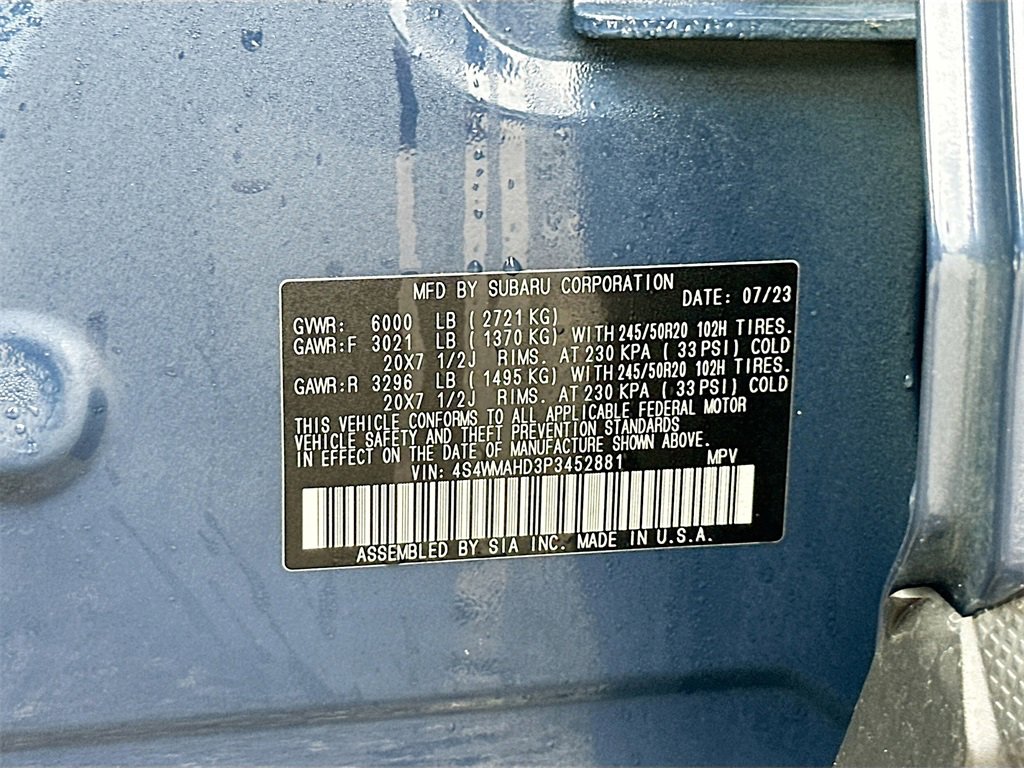 MFD BY SUBARU CORPORATION DATE: 07/23
GVWR: 6000 LB ( 2721 KG)
GAWR:F 3021 LB ( 1370 KG) WITH 245/50R20 102H TIRES.
20X7 1/2J RIMS. AT 230 KPA ( 33 PSI) COLD
GAWR:R 3296 LB ( 1495 KG) WITH 245/50R20 102H TIRES.
20X7 1/2J RIMS. AT 230 KPA ( 33 PSI) COLD
THIS VEHICLE CONFORMS TO ALL APPLICABLE FEDERAL MOTOR
VEHICLE SAFETY AND THEFT PREVENTION STANDARDS
IN EFFECT ON THE DATE OF MANUFACTURE SHOWN ABOVE.
VIN: 4S4WMAHD3P3452881 MPV
ASSEMBLED BY SIA INC. MADE IN U.S.A.